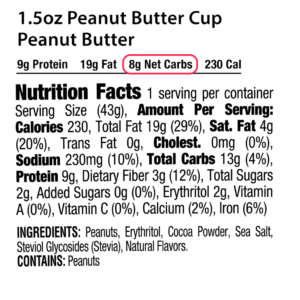 1.5oz Peanut Butter Cup
Peanut Butter
9g Protein 19g Fat 8g Net Carbs 230 Cal
Nutrition Facts 1 serving per container
Serving Size (43g), Amount Per Serving:
Calories 230, Total Fat 19g (29%), Sat. Fat 4g
(20%), Trans Fat 0g, Cholest. 0mg (0%),
Sodium 230mg (10%), Total Carbs 13g (4%),
Protein 9g, Dietary Fiber 3g (12%), Total Sugars
2g, Added Sugars 0g (0%), Erythritol 2g, Vitamin
A (0%), Vitamin C (0%), Calcium (2%), Iron (6%)
INGREDIENTS: Peanuts, Erythritol, Cocoa Powder, Sea Salt,
Steviol Glycosides (Stevia), Natural Flavors.
CONTAINS: Peanuts